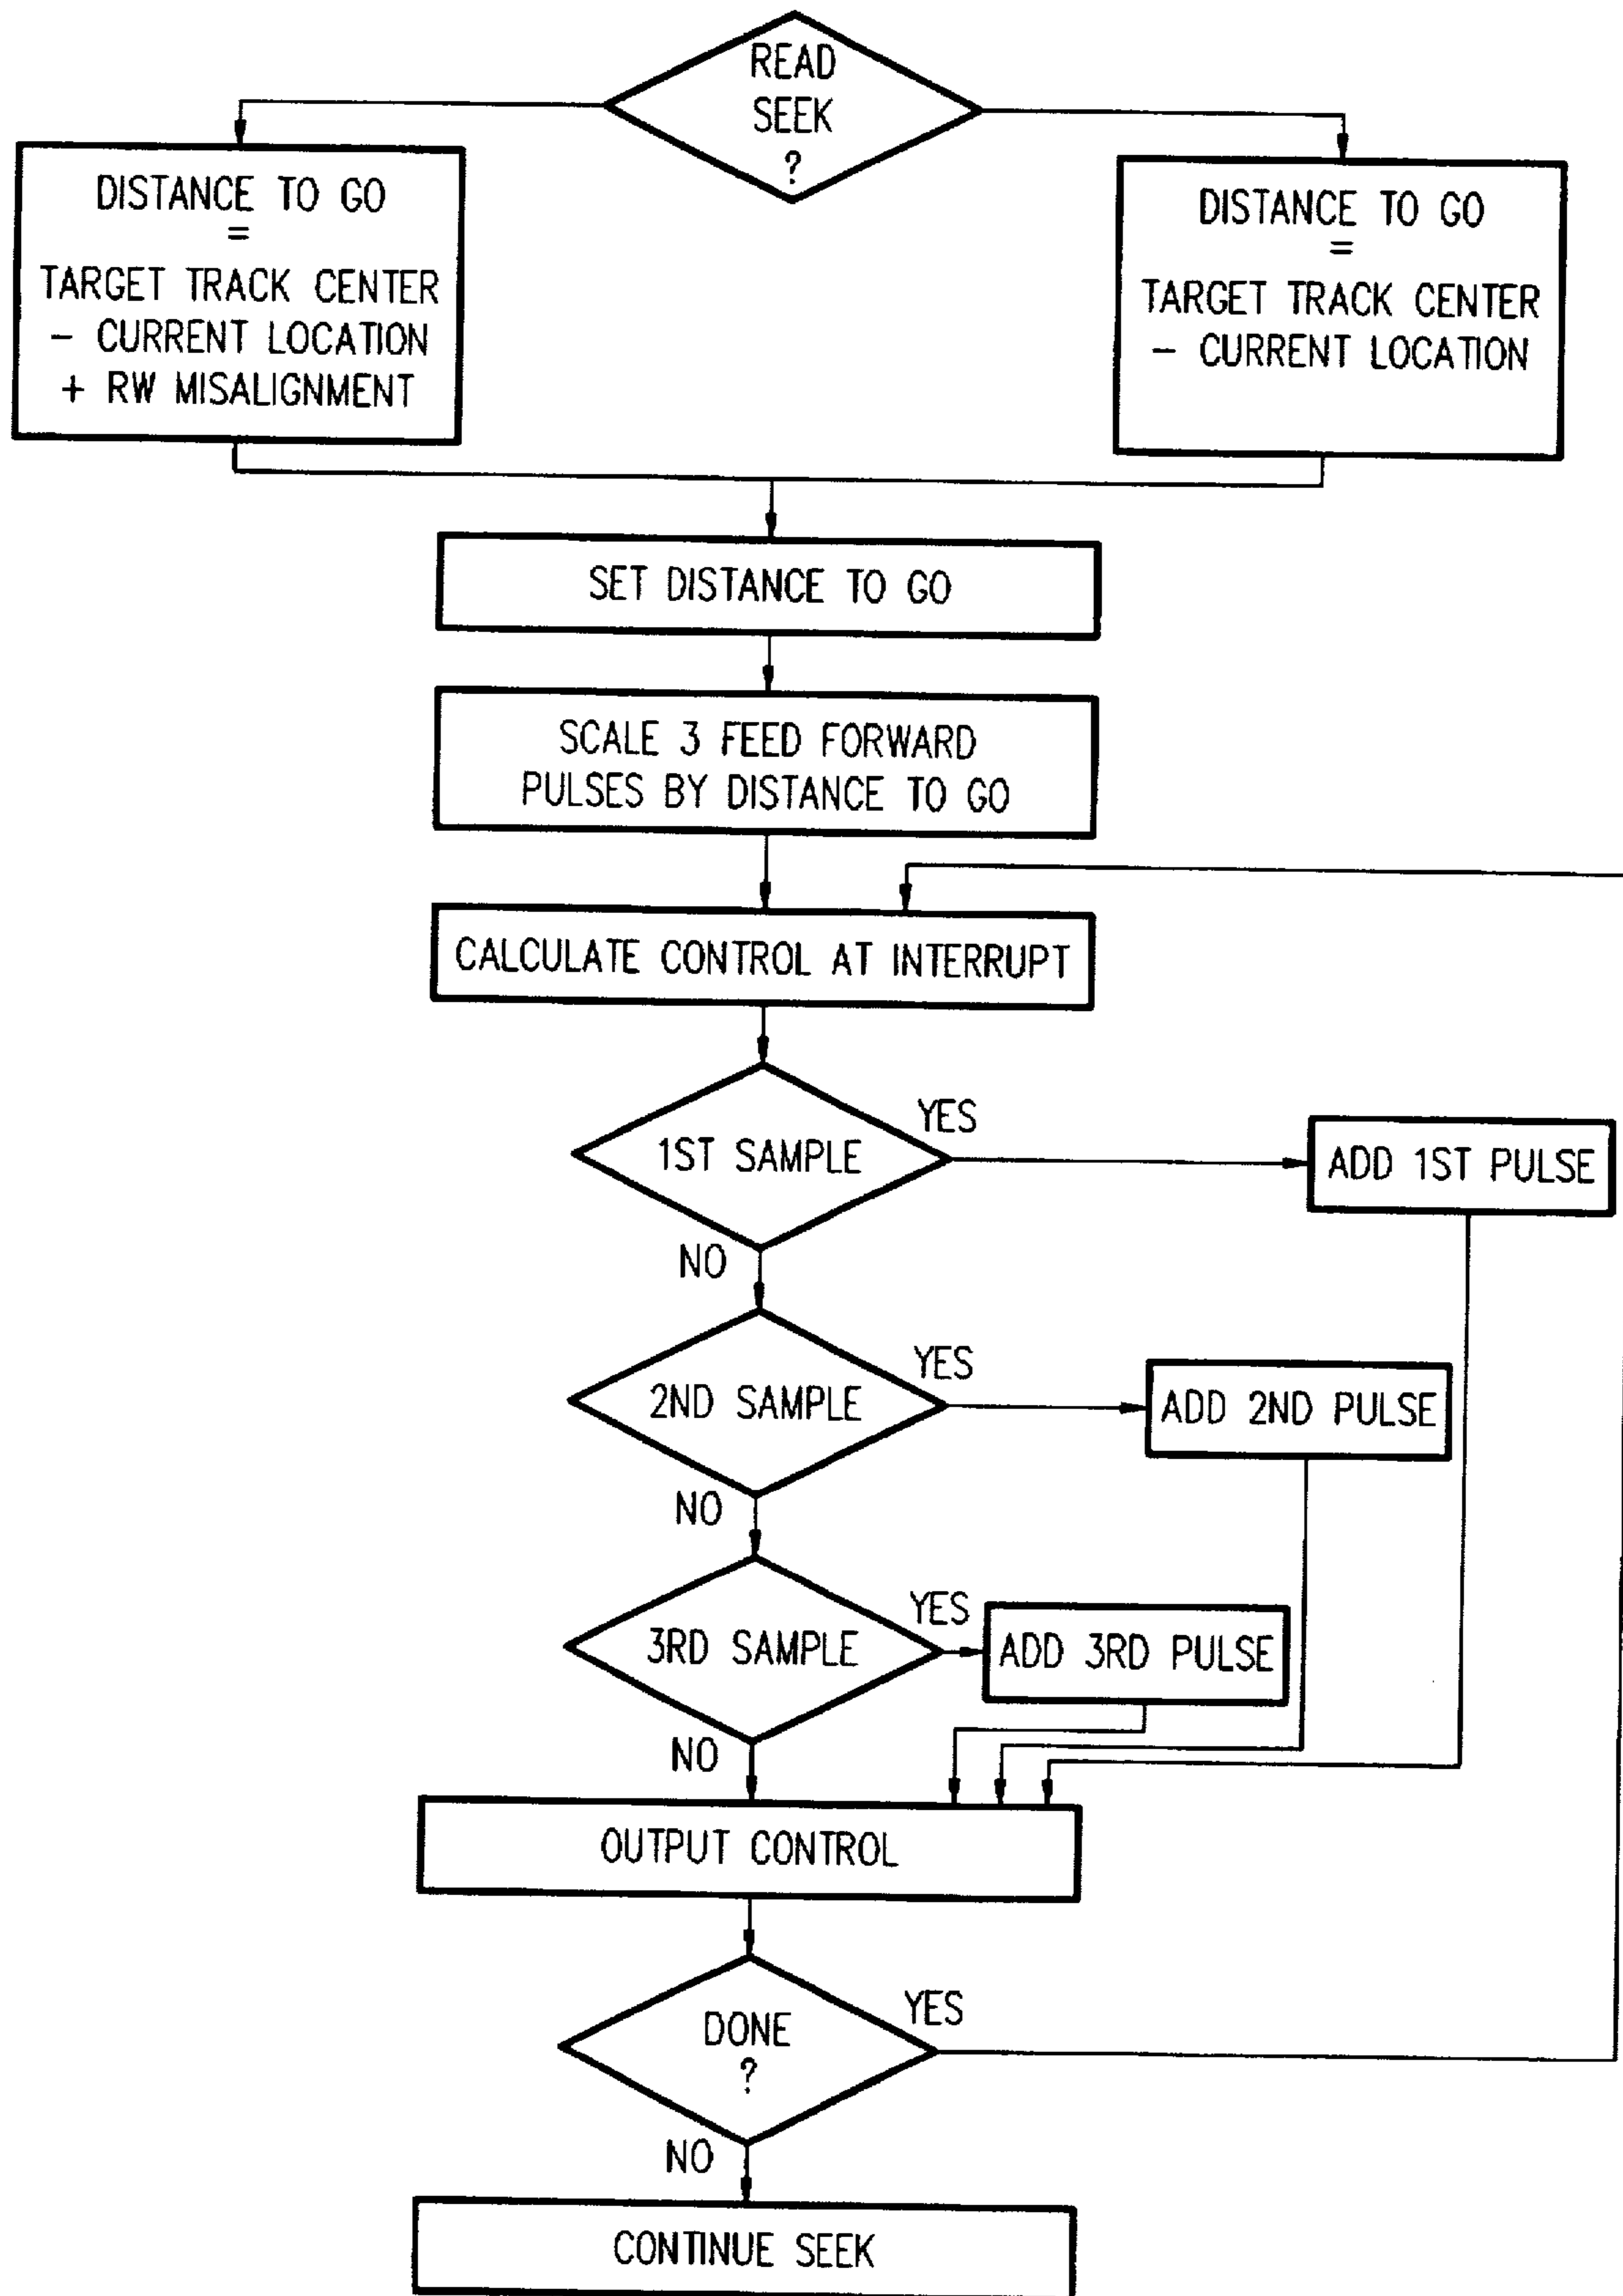 READ
SEEK
?
DISTANCE TO GO
=
TARGET TRACK CENTER
− CURRENT LOCATION
+ RW MISALIGNMENT
DISTANCE TO GO
=
TARGET TRACK CENTER
− CURRENT LOCATION
SET DISTANCE TO GO
SCALE 3 FEED FORWARD
PULSES BY DISTANCE TO GO
CALCULATE CONTROL AT INTERRUPT
1ST SAMPLE
YES
ADD 1ST PULSE
NO
2ND SAMPLE
YES
ADD 2ND PULSE
NO
3RD SAMPLE
YES
ADD 3RD PULSE
NO
OUTPUT CONTROL
DONE
?
YES
NO
CONTINUE SEEK